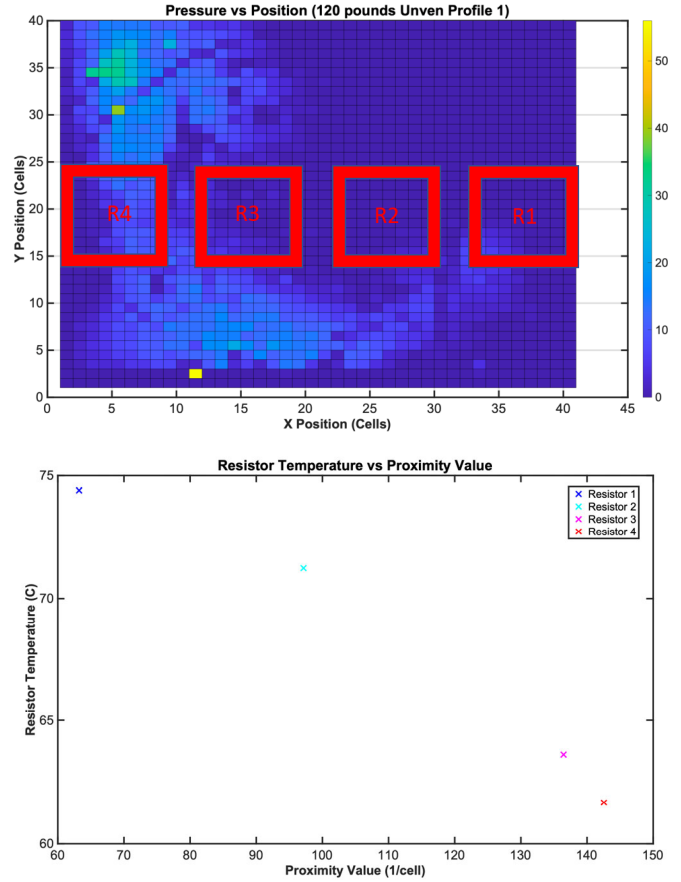 Pressure vs Position (120 pounds Unven Profile 1)
40
35
30
25
20
15
10
5
0
Y Position (Cells)
R4
R3
R2
R1
0
5
10
15
20
25
30
35
40
45
X Position (Cells)
50
40
30
20
10
0
Resistor Temperature vs Proximity Value
75
70
65
60
Resistor Temperature (C)
Resistor 1
Resistor 2
Resistor 3
Resistor 4
60
70
80
90
100
110
120
130
140
150
Proximity Value (1/cell)